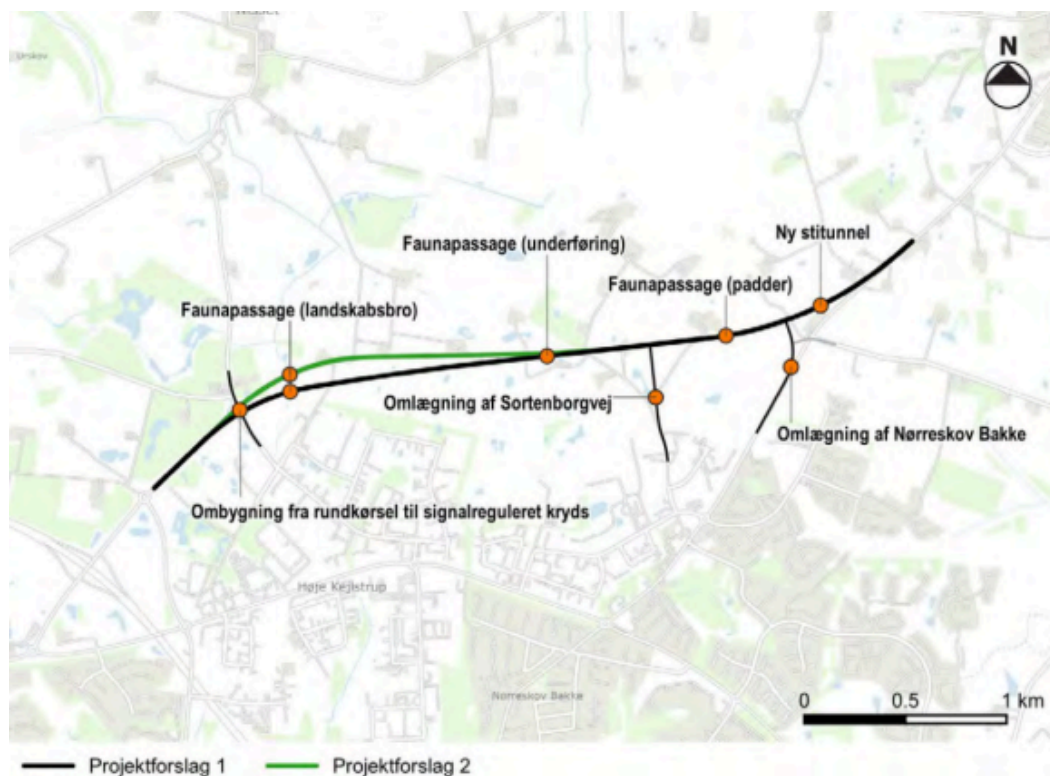 Urskov
N
Ny stitunnel
Faunapassage (underføring)
Faunapassage (padder)
Faunapassage (landskabsbro)
Omlægning af Sortenborgvej
Omlægning af Nørreskov Bakke
Ombygning fra rundkørsel til signalreguleret kryds
Høje Kejlstrup
Nørreskov Bakke
0 0.5 1 km
Projektforslag 1 Projektforslag 2